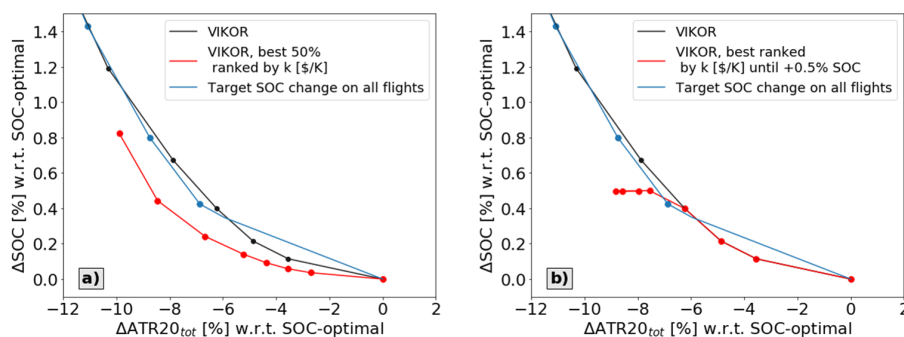 1.4
1.2
1.0
0.8
0.6
0.4
0.2
0.0
ΔSOC [%] w.r.t. SOC-optimal
VIKOR
VIKOR, best 50%
ranked by k [$/K]
Target SOC change on all flights
a)
−12 −10 −8 −6 −4 −2 0 2
ΔATR20tot [%] w.r.t. SOC-optimal
1.4
1.2
1.0
0.8
0.6
0.4
0.2
0.0
ΔSOC [%] w.r.t. SOC-optimal
VIKOR
VIKOR, best ranked
by k [$/K] until +0.5% SOC
Target SOC change on all flights
b)
−12 −10 −8 −6 −4 −2 0 2
ΔATR20tot [%] w.r.t. SOC-optimal